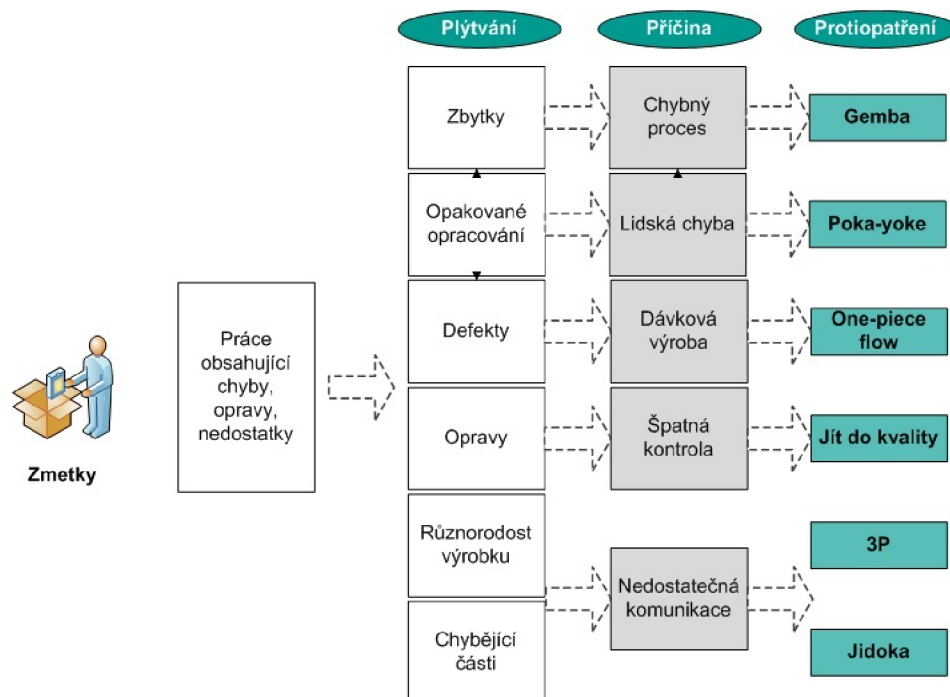 Plýtvání
Příčina
Protiopatření
Zbytky
Chybný
proces
Gemba
Opakované
opracování
Lidská chyba
Poka-yoke
Práce
obsahující
chyby,
opravy,
nedostatky
Defekty
Dávková
výroba
One-piece
flow
Zmetky
Opravy
Špatná
kontrola
Jít do kvality
Různorodost
výrobku
Nedostatečná
komunikace
3P
Chybějící
části
Jidoka